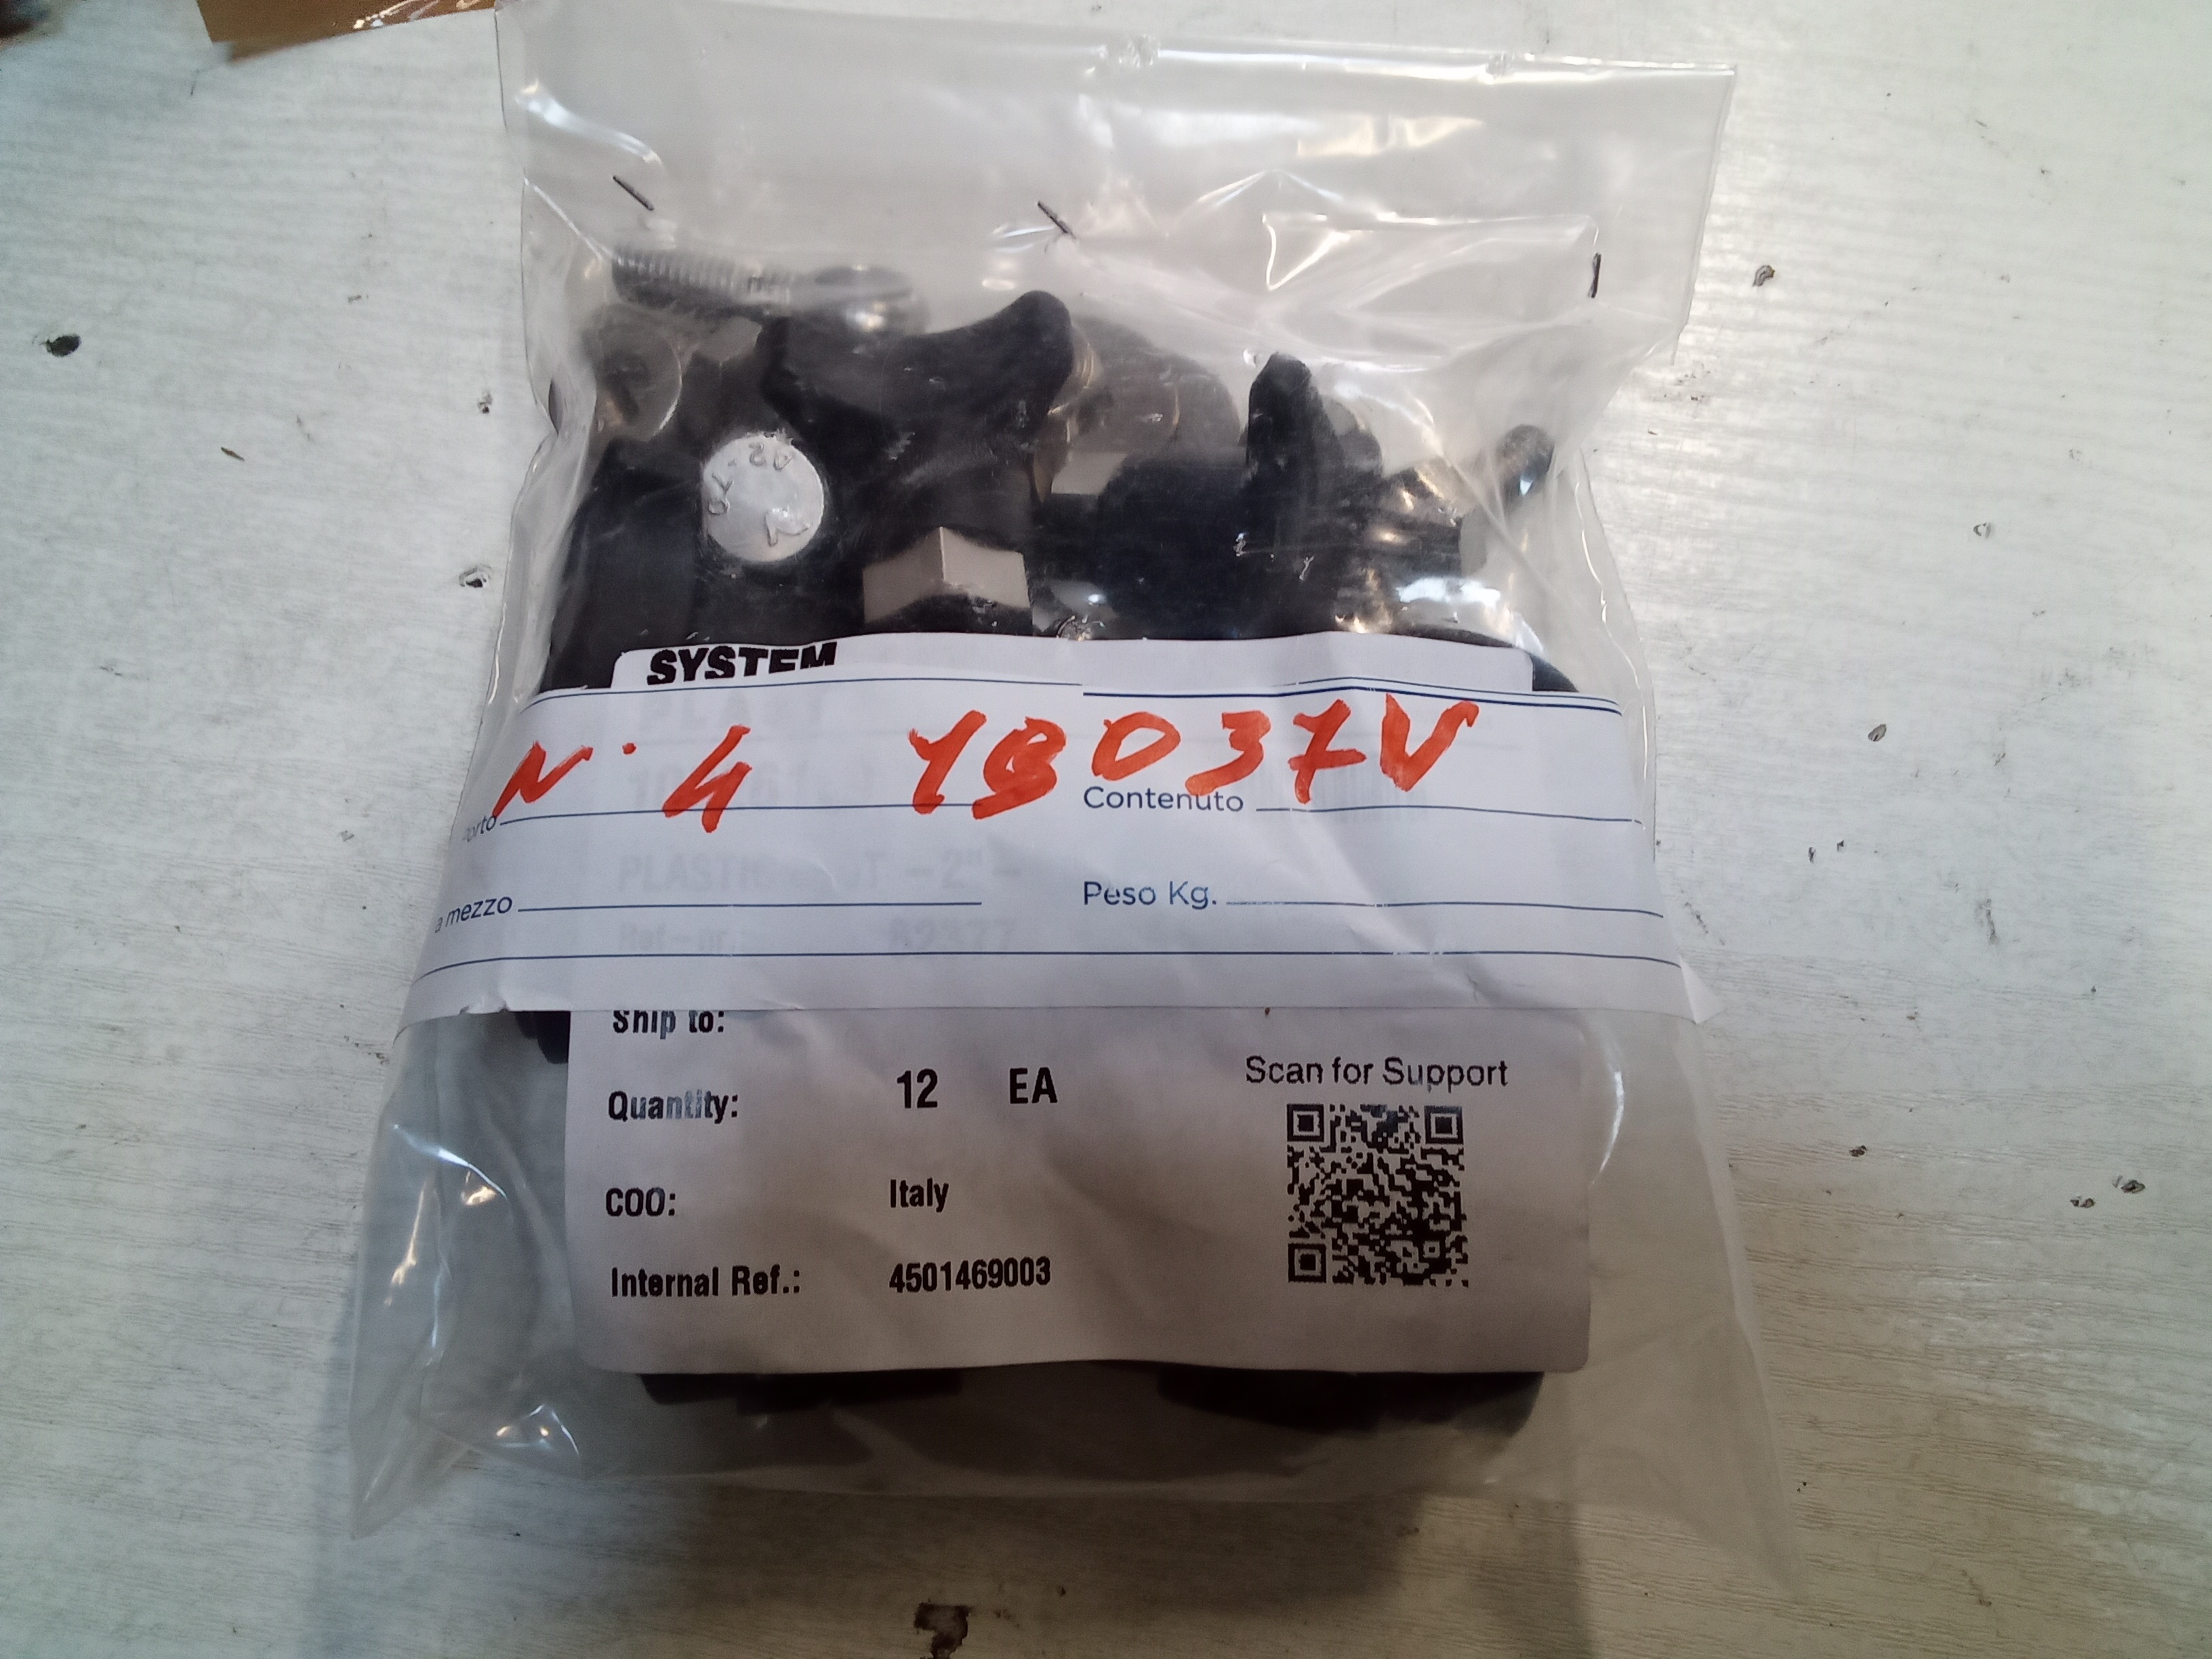 SYSTEM
N. 4 YB037V
Contenuto
a mezzo
Peso Kg.
Ship to:
Scan for Support
Quantity: 12 EA
COO: Italy
Internal Ref.: 4501469003